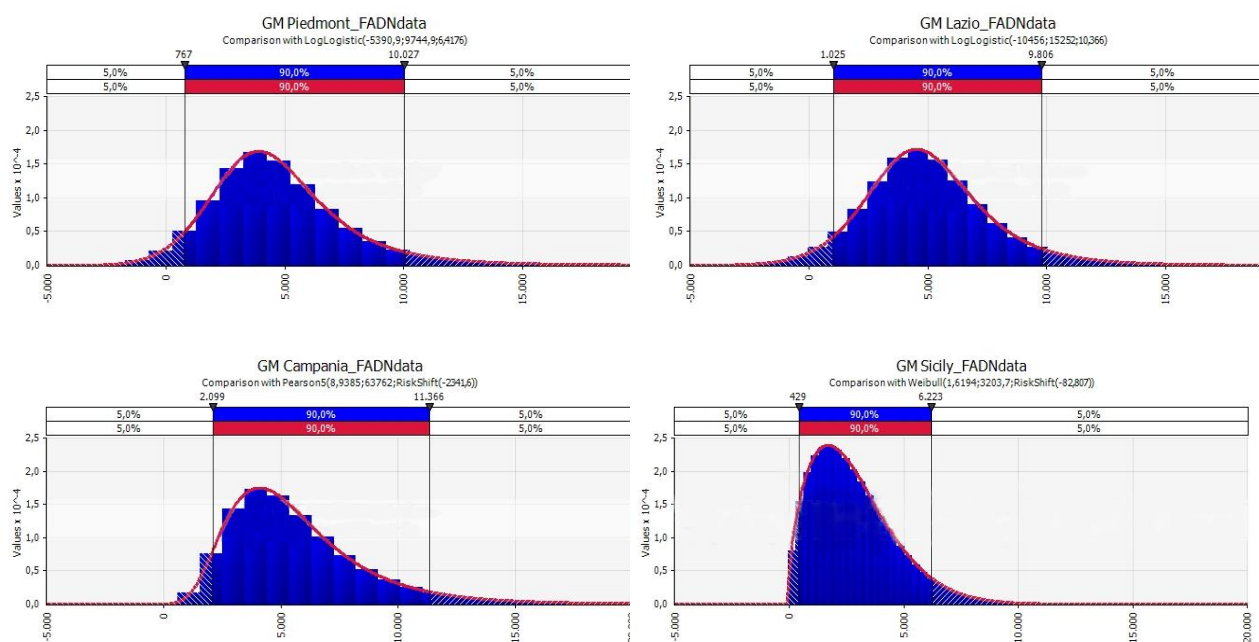 GM Piedmont_FADNdata
Comparison with LogLogistic(-5390,9;9744,9;6,4176)
767 10.027
5,0% 90,0% 5,0%
5,0% 90,0% 5,0%
2,5
2,0
1,5
1,0
0,5
0,0
Values x 10^-4
-5.000 0 5.000 10.000 15.000
GM Lazio_FADNdata
Comparison with LogLogistic(-10456;15252;10,366)
1.025 9.806
5,0% 90,0% 5,0%
5,0% 90,0% 5,0%
2,5
2,0
1,5
1,0
0,5
0,0
Values x 10^-4
-5.000 0 5.000 10.000 15.000
GM Campania_FADNdata
Comparison with Pearson5(8,9385;63762;RiskShift(-2341,6))
2.099 11.366
5,0% 90,0% 5,0%
5,0% 90,0% 5,0%
2,5
2,0
1,5
1,0
0,5
0,0
Values x 10^-4
-5.000 0 5.000 10.000 15.000 20.000
GM Sicily_FADNdata
Comparison with Weibull(1,6194;3203,7;RiskShift(-82,807))
429 6.223
5,0% 90,0% 5,0%
5,0% 90,0% 5,0%
2,5
2,0
1,5
1,0
0,5
0,0
Values x 10^-4
-5.000 0 5.000 10.000 15.000 20.000